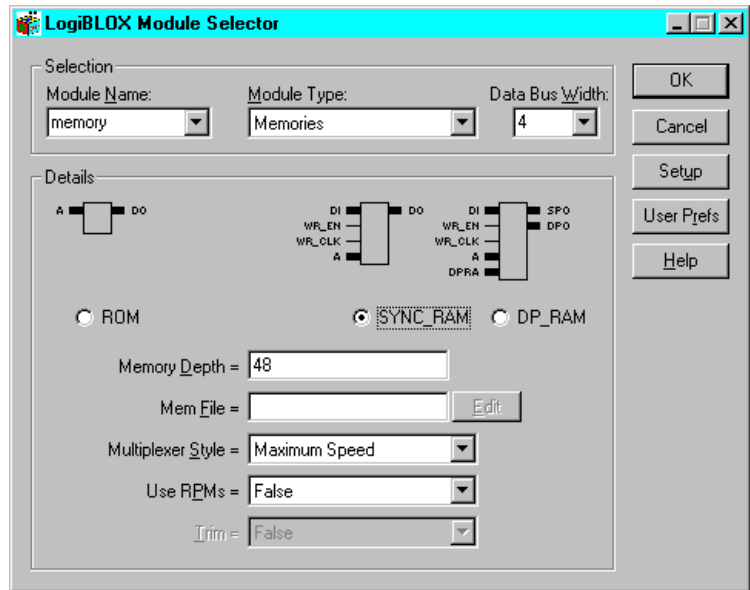 LogiBLOX Module Selector
Selection
Module Name: Module Type: Data Bus Width:
memory Memories 4
OK
Cancel
Setup
User Prefs
Help
Details
A DO
DI DO
WR_EN
WR_CLK
A
DI SPO
WR_EN DPO
WR_CLK
A
DPRA
ROM SYNC_RAM DP_RAM
Memory Depth = 48
Mem File = Edit
Multiplexer Style = Maximum Speed
Use RPMs = False
Trim = False